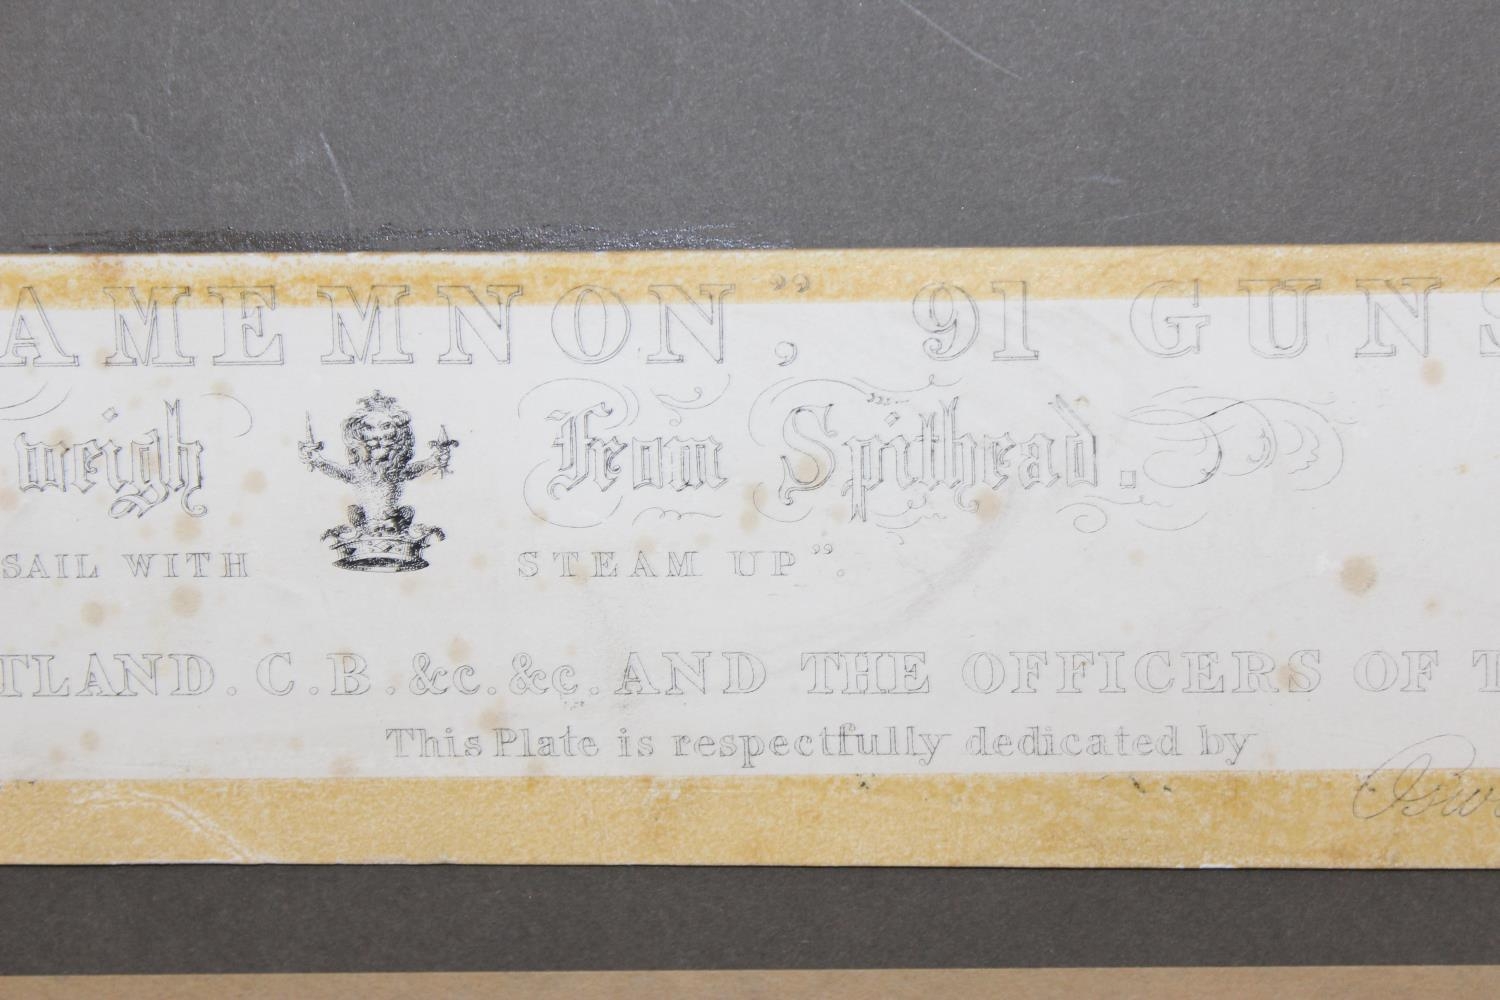 AMEMNON", 91 GUNS
weigh From Spithead.
SAIL WITH STEAM UP".
TLAND. C.B. &c. &c. AND THE OFFICERS OF T
This Plate is respectfully dedicated by
Osw